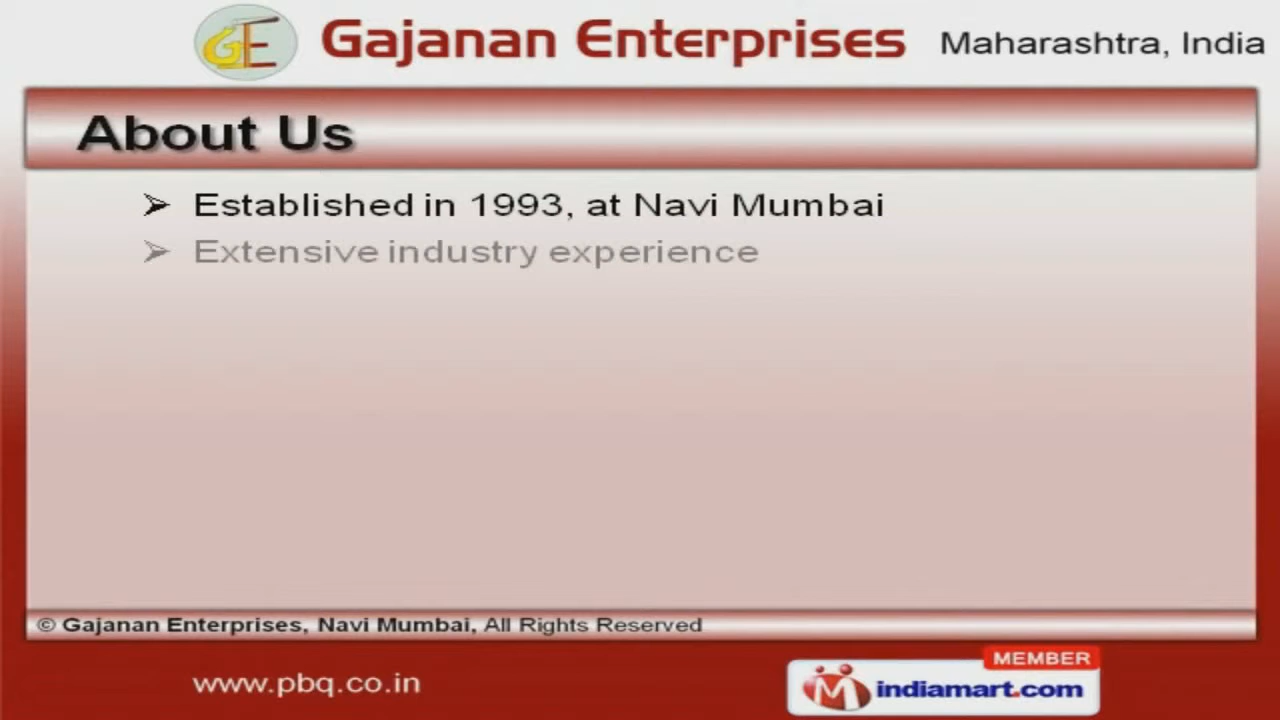 GE Gajanan Enterprises Maharashtra, India
About Us
➢ Established in 1993, at Navi Mumbai
➢ Extensive industry experience
© Gajanan Enterprises, Navi Mumbai, All Rights Reserved
MEMBER
www.pbq.co.in
indiamart.com